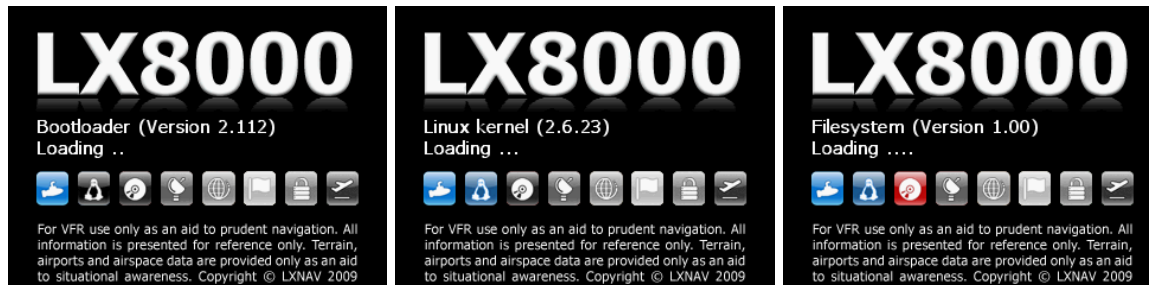 LX8000
Bootloader (Version 2.112)
Loading ..
For VFR use only as an aid to prudent navigation. All
information is presented for reference only. Terrain,
airports and airspace data are provided only as an aid
to situational awareness. Copyright © LXNAV 2009
LX8000
Linux kernel (2.6.23)
Loading ...
For VFR use only as an aid to prudent navigation. All
information is presented for reference only. Terrain,
airports and airspace data are provided only as an aid
to situational awareness. Copyright © LXNAV 2009
LX8000
Filesystem (Version 1.00)
Loading ....
For VFR use only as an aid to prudent navigation. All
information is presented for reference only. Terrain,
airports and airspace data are provided only as an aid
to situational awareness. Copyright © LXNAV 2009